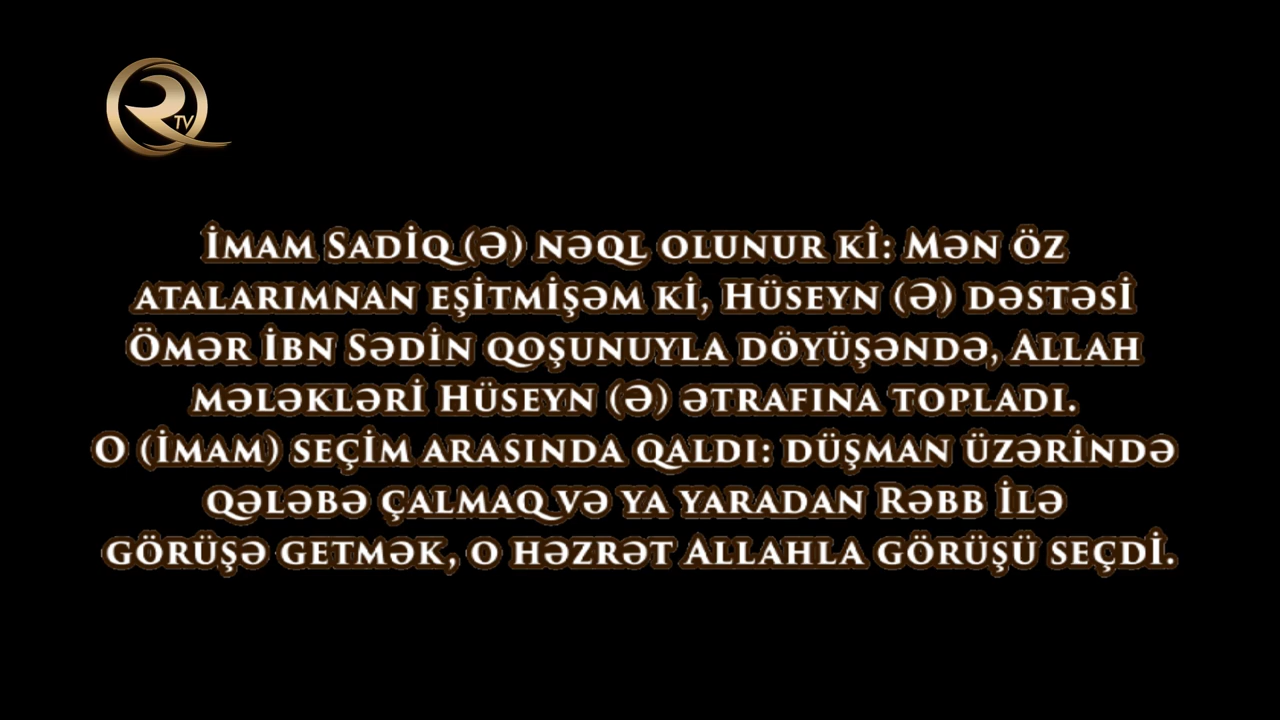 RTV
İmam Sadiq (Ə) nəql olunur ki: Mən öz
atalarımnan eşitmişəm ki, Hüseyn (Ə) dəstəsi
Ömər İbn Sədin qoşunuyla döyüşəndə, Allah
mələkləri Hüseyn (Ə) ətrafına topladı.
O (İmam) seçim arasında qaldı: düşman üzərində
qələbə çalmaq və ya yaradan Rəbb İlə
görüşə getmək, o həzrət Allahla görüşü seçdi.